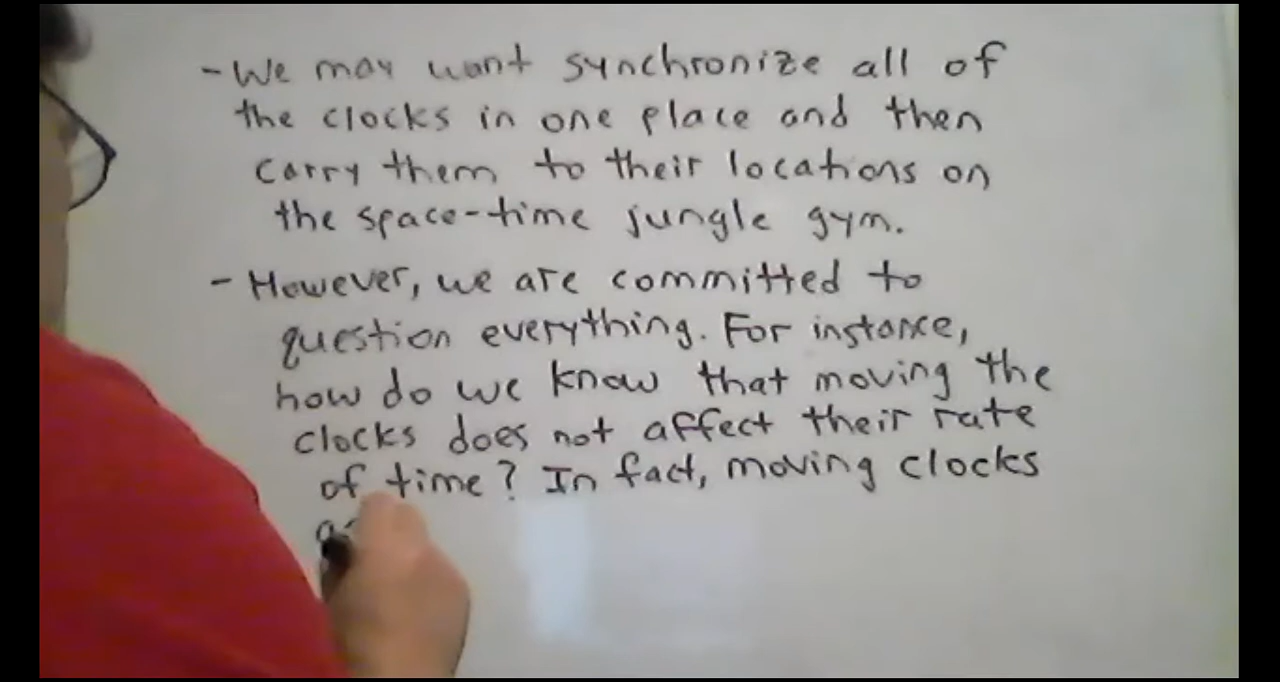 - We may want synchronize all of
the clocks in one place and then
carry them to their locations on
the space-time jungle gym.
- However, we are committed to
question everything. For instance,
how do we know that moving the
clocks does not affect their rate
of time? In fact, moving clocks